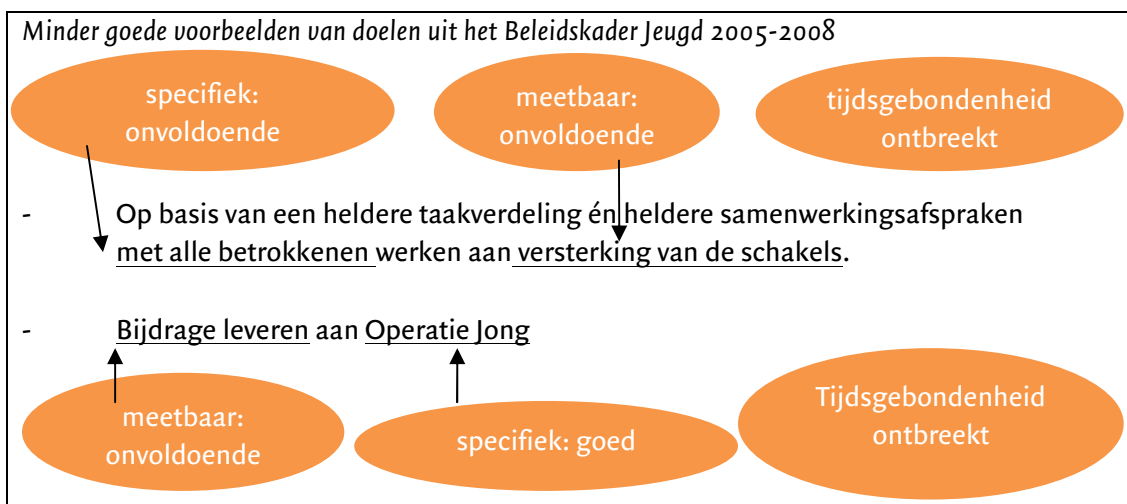 Minder goede voorbeelden van doelen uit het Beleidskader Jeugd 2005-2008
specifiek:
onvoldoende
meetbaar:
onvoldoende
tijdsgebondenheid
ontbreekt
- Op basis van een heldere taakverdeling én heldere samenwerkingsafspraken
met alle betrokkenen werken aan versterking van de schakels.
- Bijdrage leveren aan Operatie Jong
meetbaar:
onvoldoende
specifiek: goed
Tijdsgebondenheid
ontbreekt